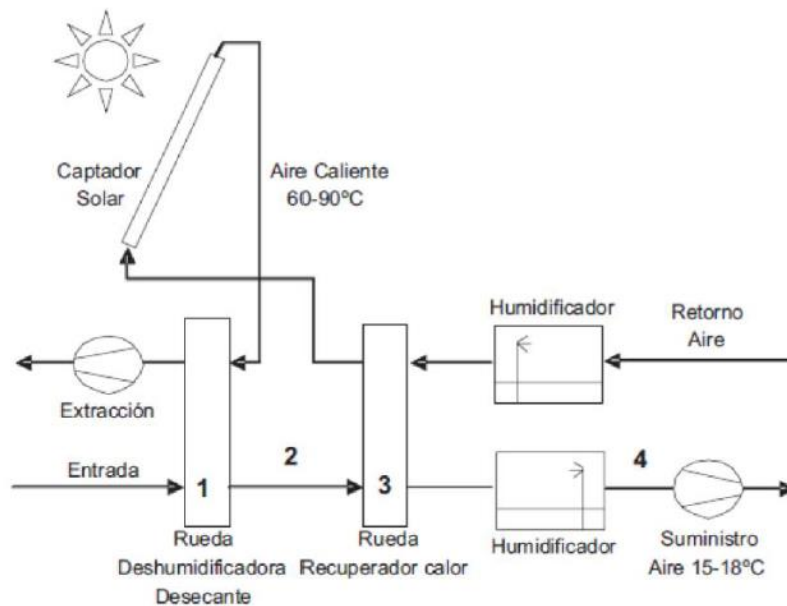 Captador
Solar
Aire Caliente
60-90ºC
Humidificador
Retorno
Aire
Extracción
Entrada
1
2
3
4
Rueda
Deshumidificadora
Desecante
Rueda
Recuperador calor
Humidificador
Suministro
Aire 15-18ºC